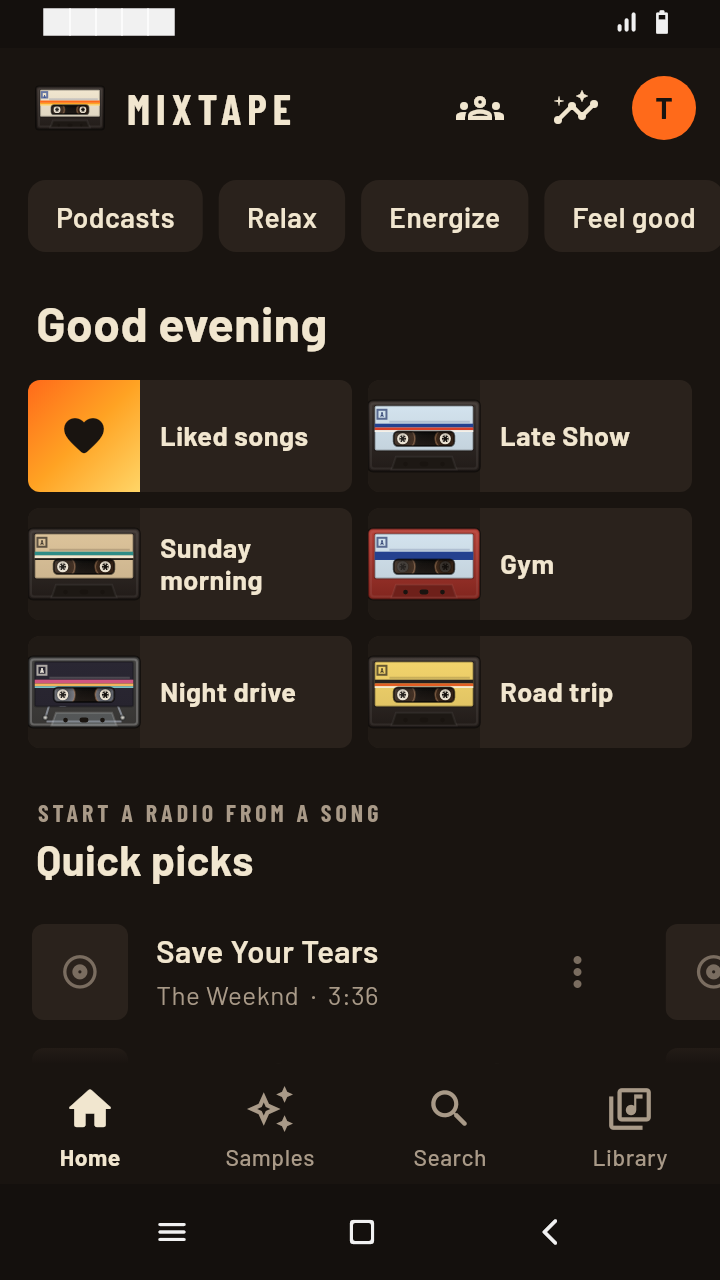 MIXTAPE
T
Podcasts
Relax
Energize
Feel good
Good evening
Liked songs
Late Show
Sunday
morning
Gym
Night drive
Road trip
START A RADIO FROM A SONG
Quick picks
Save Your Tears
The Weeknd · 3:36
Home
Samples
Search
Library